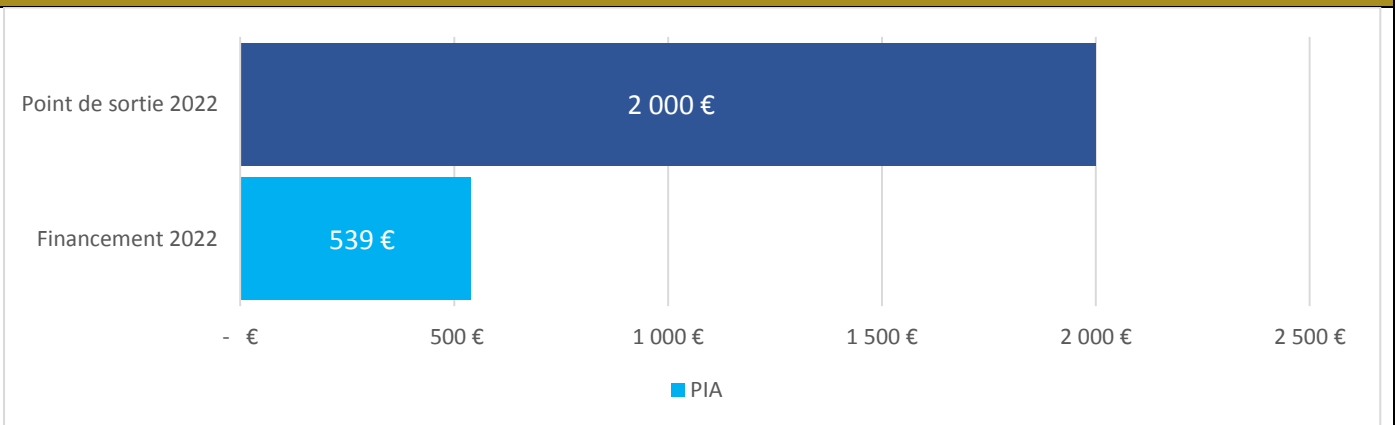 Point de sortie 2022
2 000 €
Financement 2022
539 €
- € 500 € 1 000 € 1 500 € 2 000 € 2 500 €
PIA